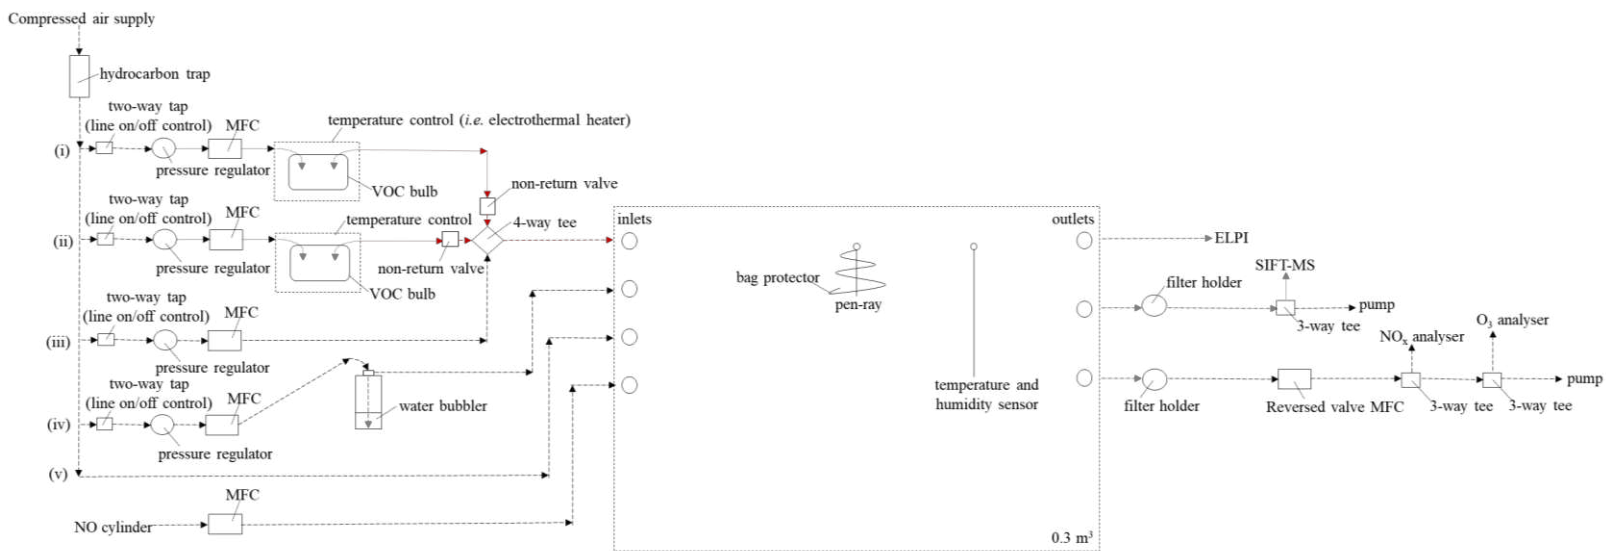 Compressed air supply
hydrocarbon trap
two-way tap
(line on/off control) MFC
temperature control (i.e. electrothermal heater)
(i)
pressure regulator
VOC bulb
non-return valve
two-way tap
(line on/off control) MFC
temperature control
4-way tee
(ii)
pressure regulator
non-return valve
VOC bulb
two-way tap
(line on/off control) MFC
(iii)
pressure regulator
two-way tap
(line on/off control) MFC
(iv)
water bubbler
pressure regulator
(v)
MFC
NO cylinder
inlets
outlets
bag protector
pen-ray
temperature and
humidity sensor
0.3 m³
ELPI
SIFT-MS
filter holder
pump
3-way tee
O₃ analyser
NOₓ analyser
pump
filter holder
Reversed valve MFC
3-way tee
3-way tee